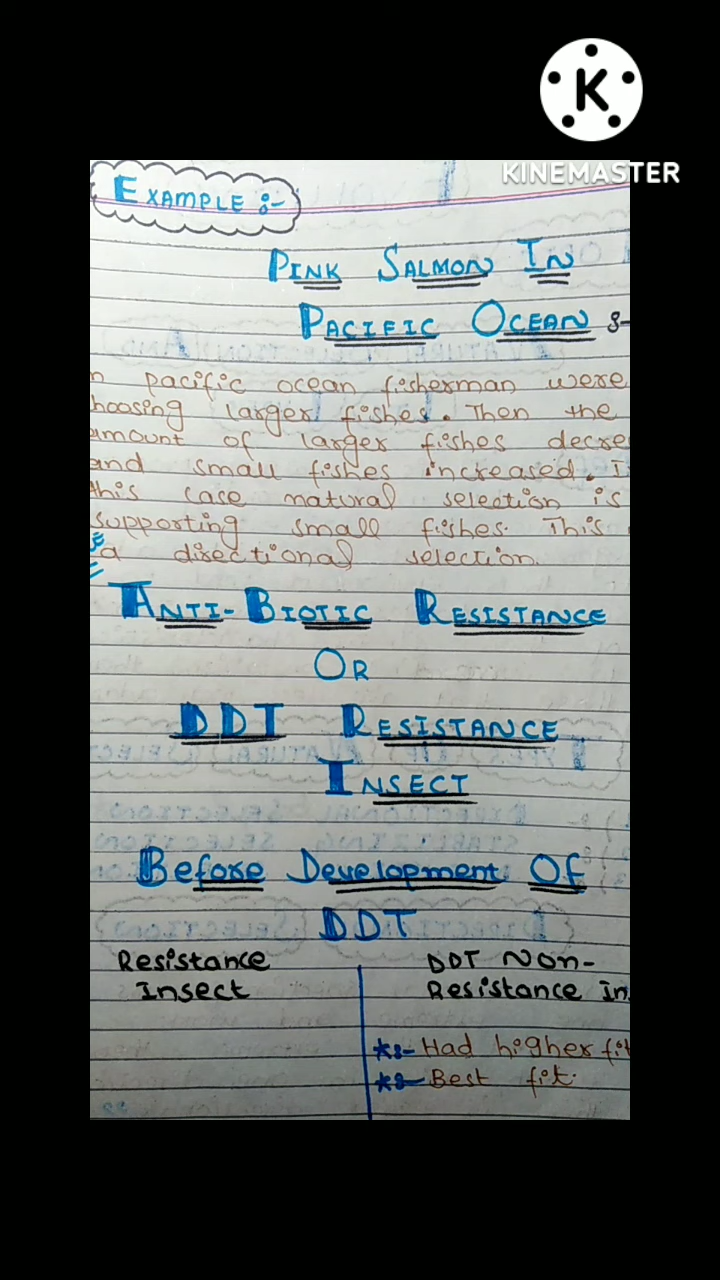 K
KINEMASTER
EXAMPLE :-
PINK SALMON IN
PACIFIC OCEAN :-
n pacific ocean fisherman were
hoosing larger fishes. Then the
amount of larger fishes decre
and small fishes increased. I
this case natural selection is
supporting small fishes. This
a directional selection.
ANTI-BIOTIC RESISTANCE
OR
DDT RESISTANCE
INSECT
Before Development Of
DDT
Resistance
Insect
DDT Non-
Resistance in
*:- Had higher fit
*:- Best fit.